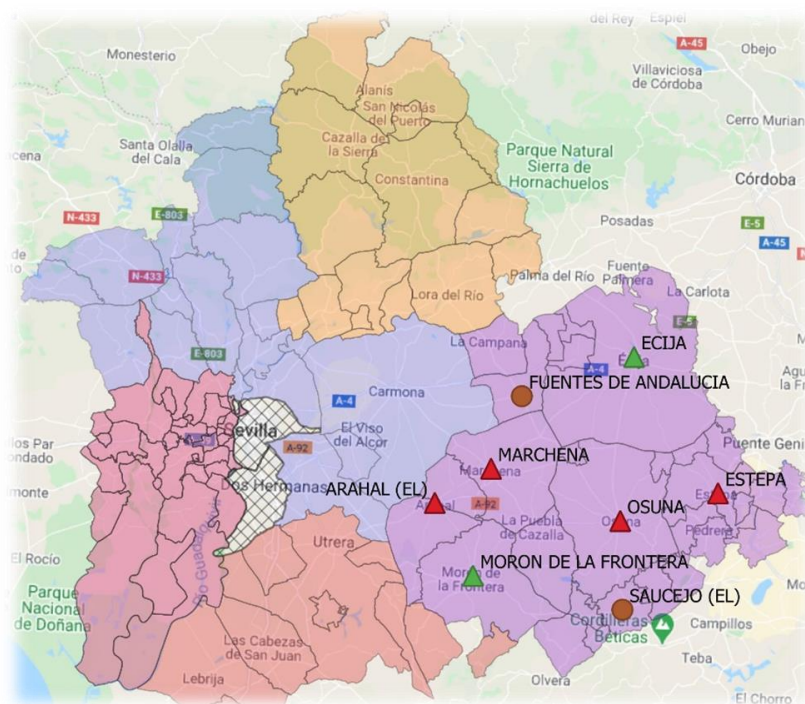 del Rey
Espiel
A-45
Obejo
Monesterio
Villaviciosa
de Córdoba
Alanís
San Nicolás
del Puerto
Cerro Murian
Santa Olalla
del Cala
Cazalla de
la Sierra
Constantina
Parque Natural
Sierra de
Hornachuelos
Córdoba
N-433
E-803
Posadas
E-5
A-45
N-433
Palma del Río
Fuente
Palmera
La Carlota
Lora del Río
E-5
La Campana
ECIJA
E-803
A-4
FUENTES DE ANDALUCIA
A-4
Carmona
El Viso
del Alcor
evilla
A-92
Puente Geni
MARCHENA
Marchena
ESTEPA
Dos Hermanas
ARAHAL (EL)
A-92
OSUNA
Osuna
La Puebla
de Cazalla
Pedrera
Utrera
El Rocío
Río Guadalquivir
MORON DE LA FRONTERA
Morón de
la Frontera
Parque
Nacional
de Doñana
SAUCEJO (EL)
Cordilleras
Béticas
Campillos
Las Cabezas
de San Juan
Teba
Lebrija
Olvera
El Chorro